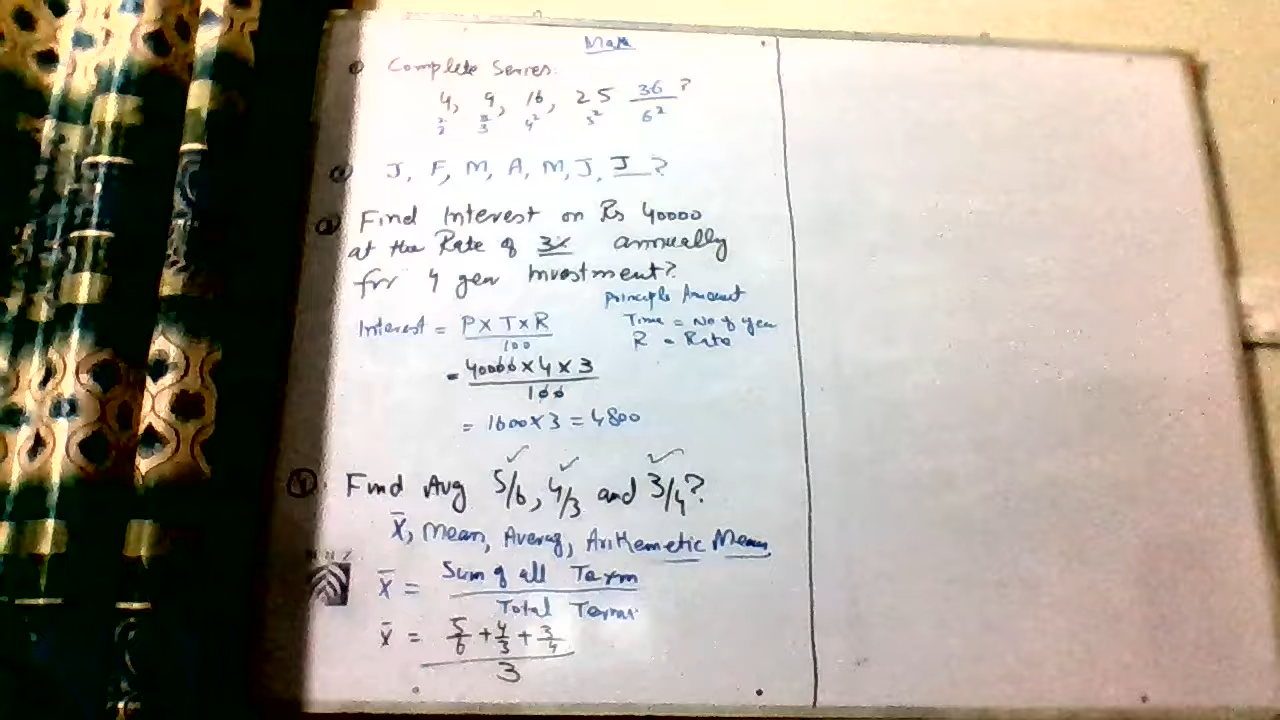 Math
① Complete Series.
4, 9, 16, 25 36 ?
2² 3² 4² 5² 6²
② J, F, M, A, M, J, J ?
③ Find Interest on Rs 40000
at the Rate of 3% annually
for 4 year Investment?
Principle Amount
Interest = P X T X R / 100
Time = No of year
R = Rate
= 40000 X 4 X 3 / 100
= 1600 X 3 = 4800
④. Find Avg 5/6, 4/3 and 3/4?
X̄, Mean, Averag, Arithemetic Mean
X̄ = Sum of all Term / Total Terms.
X̄ = 5/6 + 4/3 + 3/4 / 3